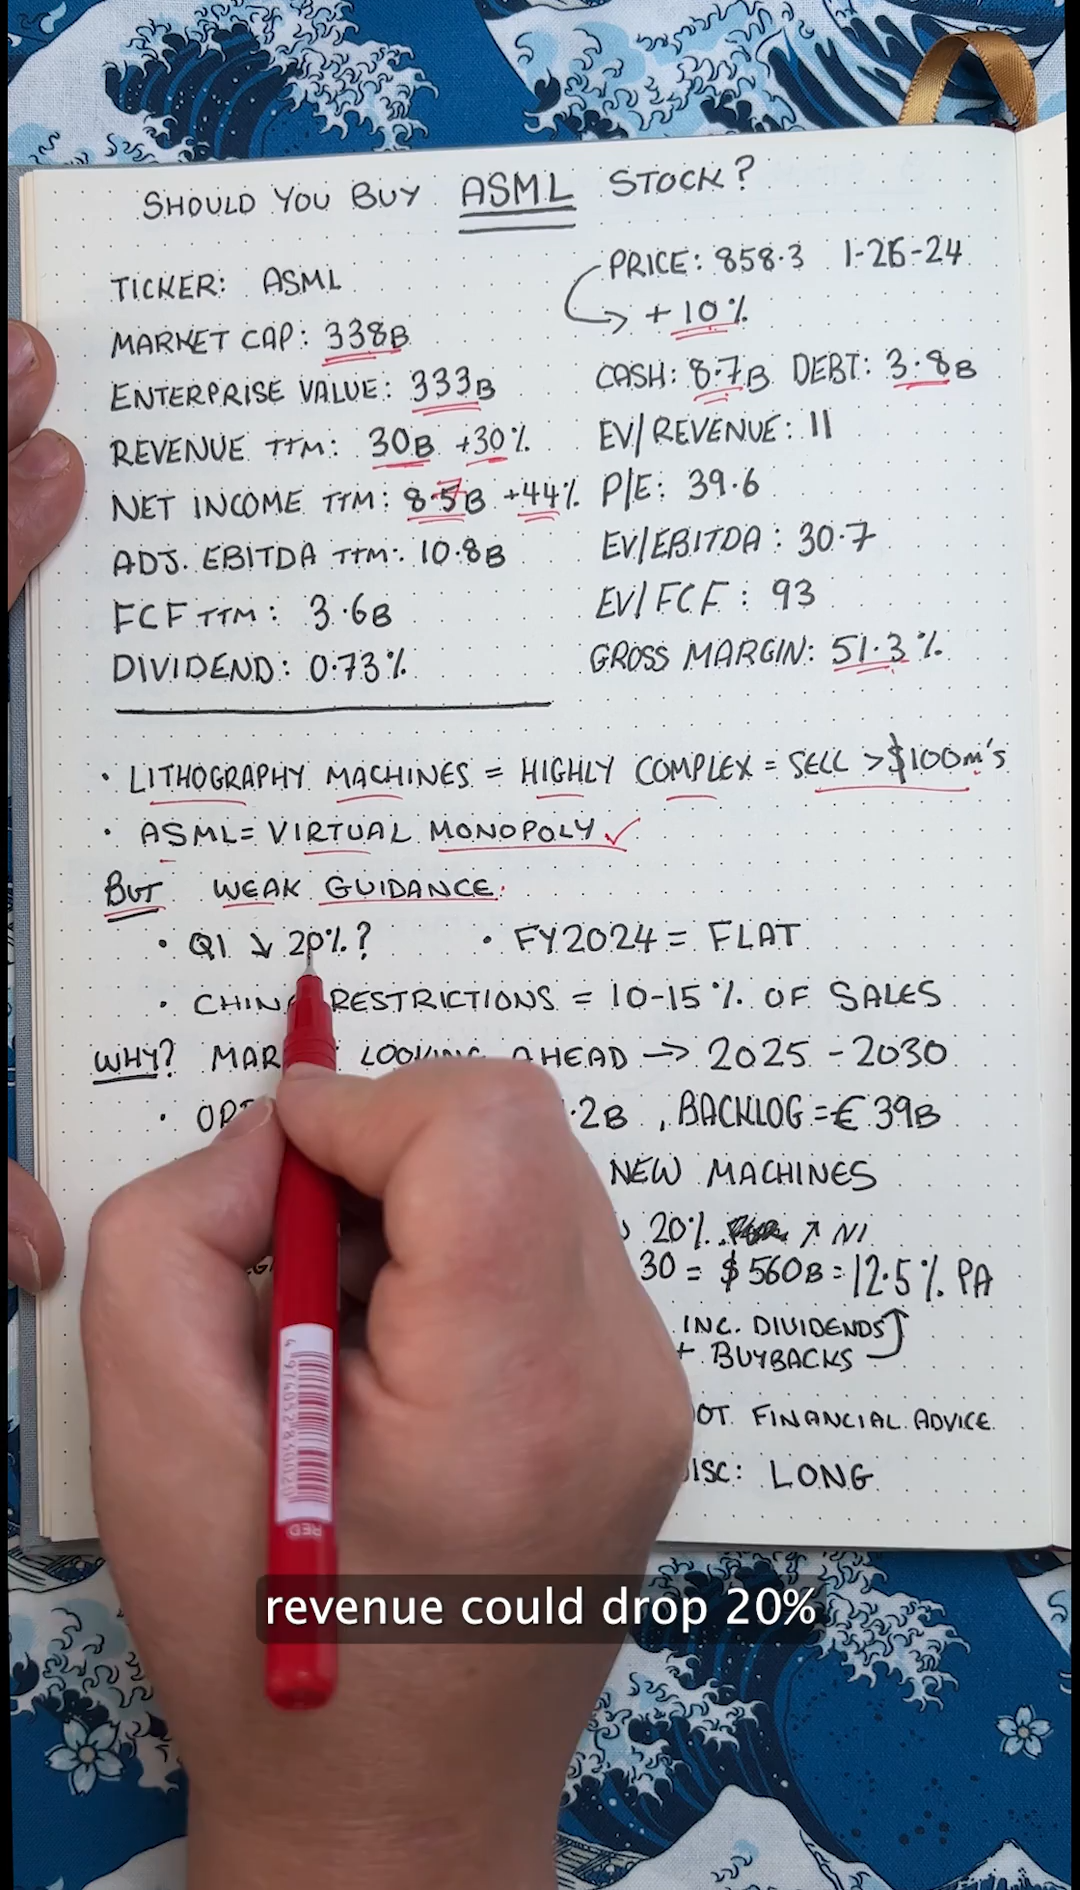 SHOULD YOU BUY ASML STOCK?
TICKER: ASML
PRICE: 858.3 1-26-24
+10%
MARKET CAP: 338B
CASH: 8.7B DEBT: 3.8B
ENTERPRISE VALUE: 333B
EV/REVENUE: 11
REVENUE TTM: 30B +30%
P/E: 39.6
NET INCOME TTM: 8.5B +44%
EV/EBITDA: 30.7
ADJ. EBITDA TTM: 10.8B
EV/FCF: 93
FCF TTM: 3.6B
GROSS MARGIN: 51.3%
DIVIDEND: 0.73%
• LITHOGRAPHY MACHINES = HIGHLY COMPLEX = SELL >$100m's
• ASML = VIRTUAL MONOPOLY ✓
BUT WEAK GUIDANCE:
• Q1 ↘ 20%? • FY2024 = FLAT
• CHINA RESTRICTIONS = 10-15% OF SALES
WHY? LOOKING AHEAD → 2025 - 2030
.2B, BACKLOG = €39B
NEW MACHINES
20% ↗ NI
30 = $560B = 12.5% PA
INC. DIVIDENDS
+ BUYBACKS
FINANCIAL ADVICE
DISC: LONG
RED
revenue could drop 20%